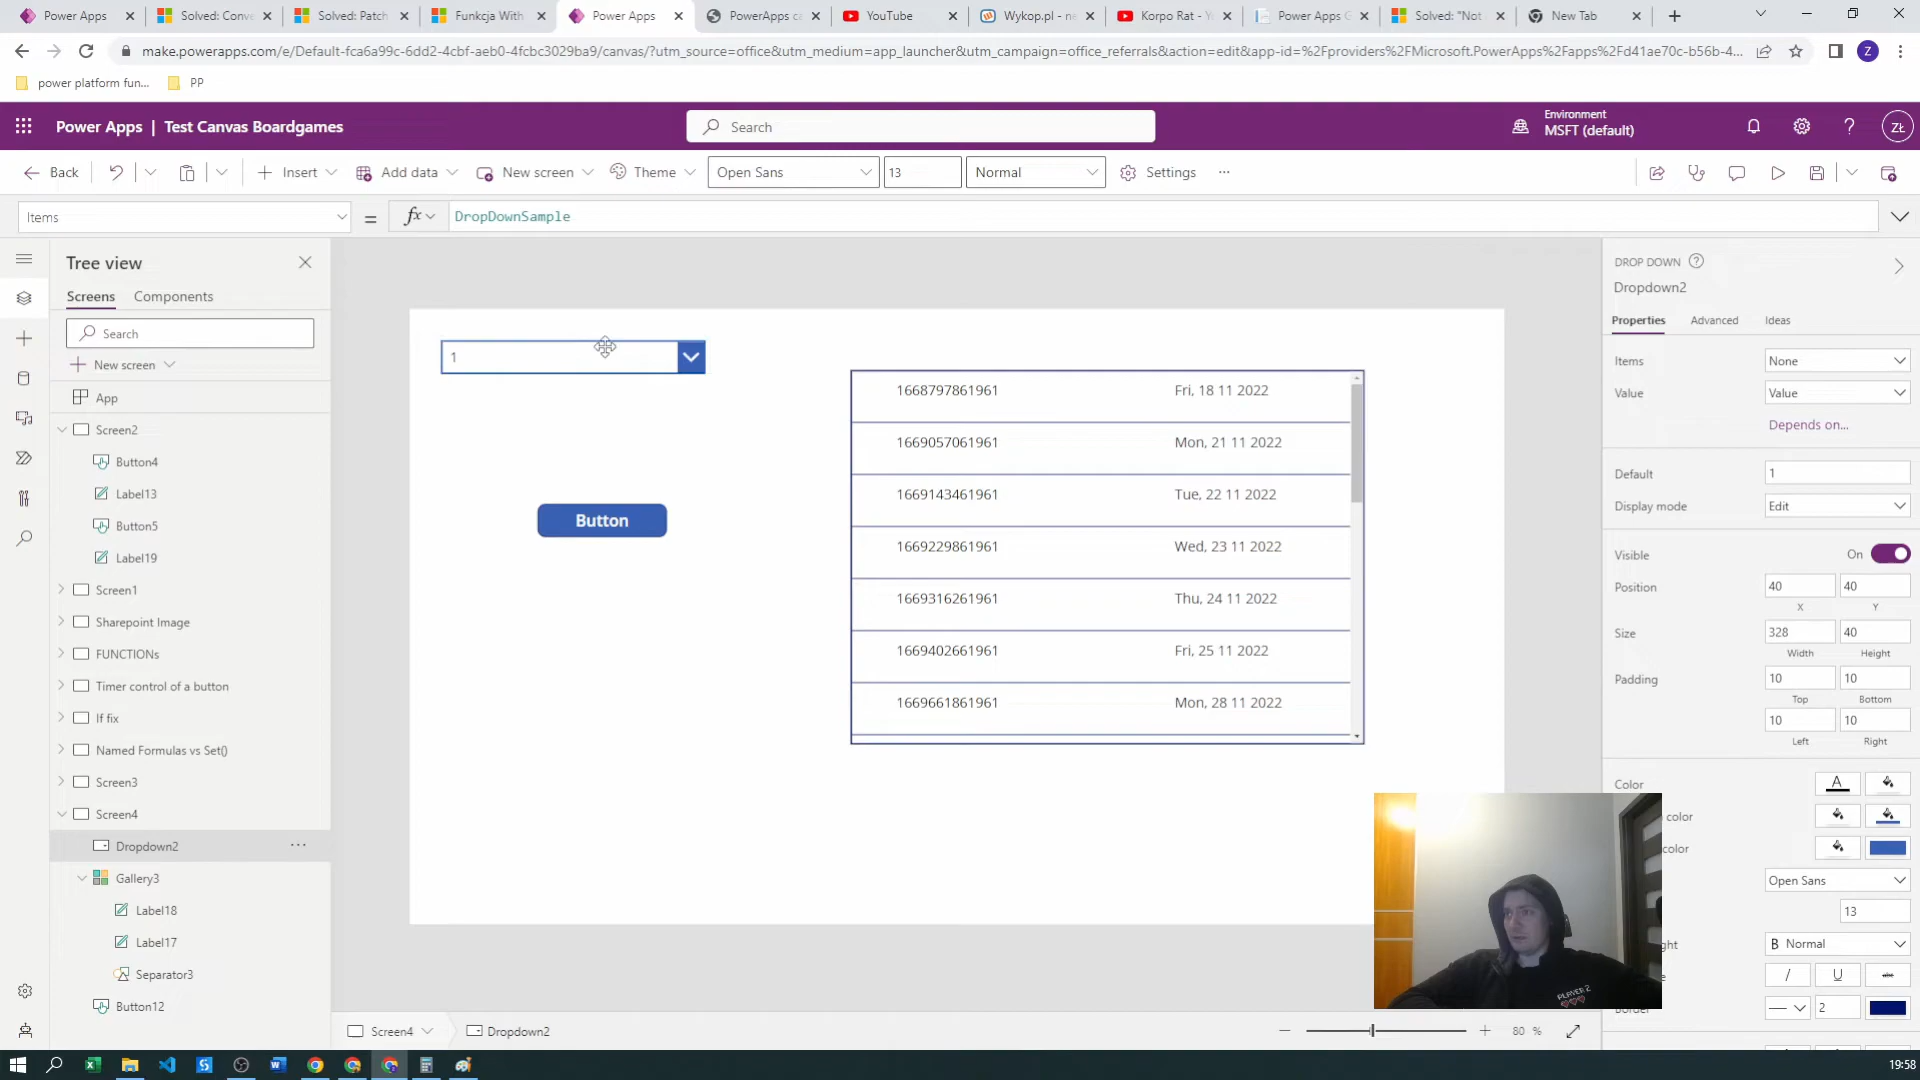 Power Apps
Solved: Conve
Solved: Patch
Funkcja With
Power Apps
PowerApps ca
YouTube
Wykop.pl - ne
Korpo Rat - Y
Power Apps G
Solved: "Not
New Tab
make.powerapps.com/e/Default-fca6a99c-6dd2-4cbf-aeb0-4fcbc3029ba9/canvas/?utm_source=office&utm_medium=app_launcher&utm_campaign=office_referrals&action=edit&app-id=%2Fproviders%2FMicrosoft.PowerApps%2Fapps%2Fd41ae70c-b56b-4...
Z
power platform fun...
PP
Power Apps | Test Canvas Boardgames
Search
Environment
MSFT (default)
ZŁ
Back
Insert
Add data
New screen
Theme
Open Sans
13
Normal
Settings
Items
=
fx
DropDownSample
Tree view
Screens
Components
Search
New screen
App
Screen2
Button4
Label13
Button5
Label19
Screen1
Sharepoint Image
FUNCTIONs
Timer control of a button
If fix
Named Formulas vs Set()
Screen3
Screen4
Dropdown2
Gallery3
Label18
Label17
Separator3
Button12
1
Button
1668797861961 Fri, 18 11 2022
1669057061961 Mon, 21 11 2022
1669143461961 Tue, 22 11 2022
1669229861961 Wed, 23 11 2022
1669316261961 Thu, 24 11 2022
1669402661961 Fri, 25 11 2022
1669661861961 Mon, 28 11 2022
DROP DOWN
Dropdown2
Properties
Advanced
Ideas
Items None
Value Value
Depends on...
Default 1
Display mode Edit
Visible On
Position 40 40
X Y
Size 328 40
Width Height
Padding 10 10
Top Bottom
10 10
Left Right
Color A
color
color
Open Sans
13
ght B Normal
/ U abc
Border 2
PLAYER 2
Screen4
Dropdown2
80 %
19:58